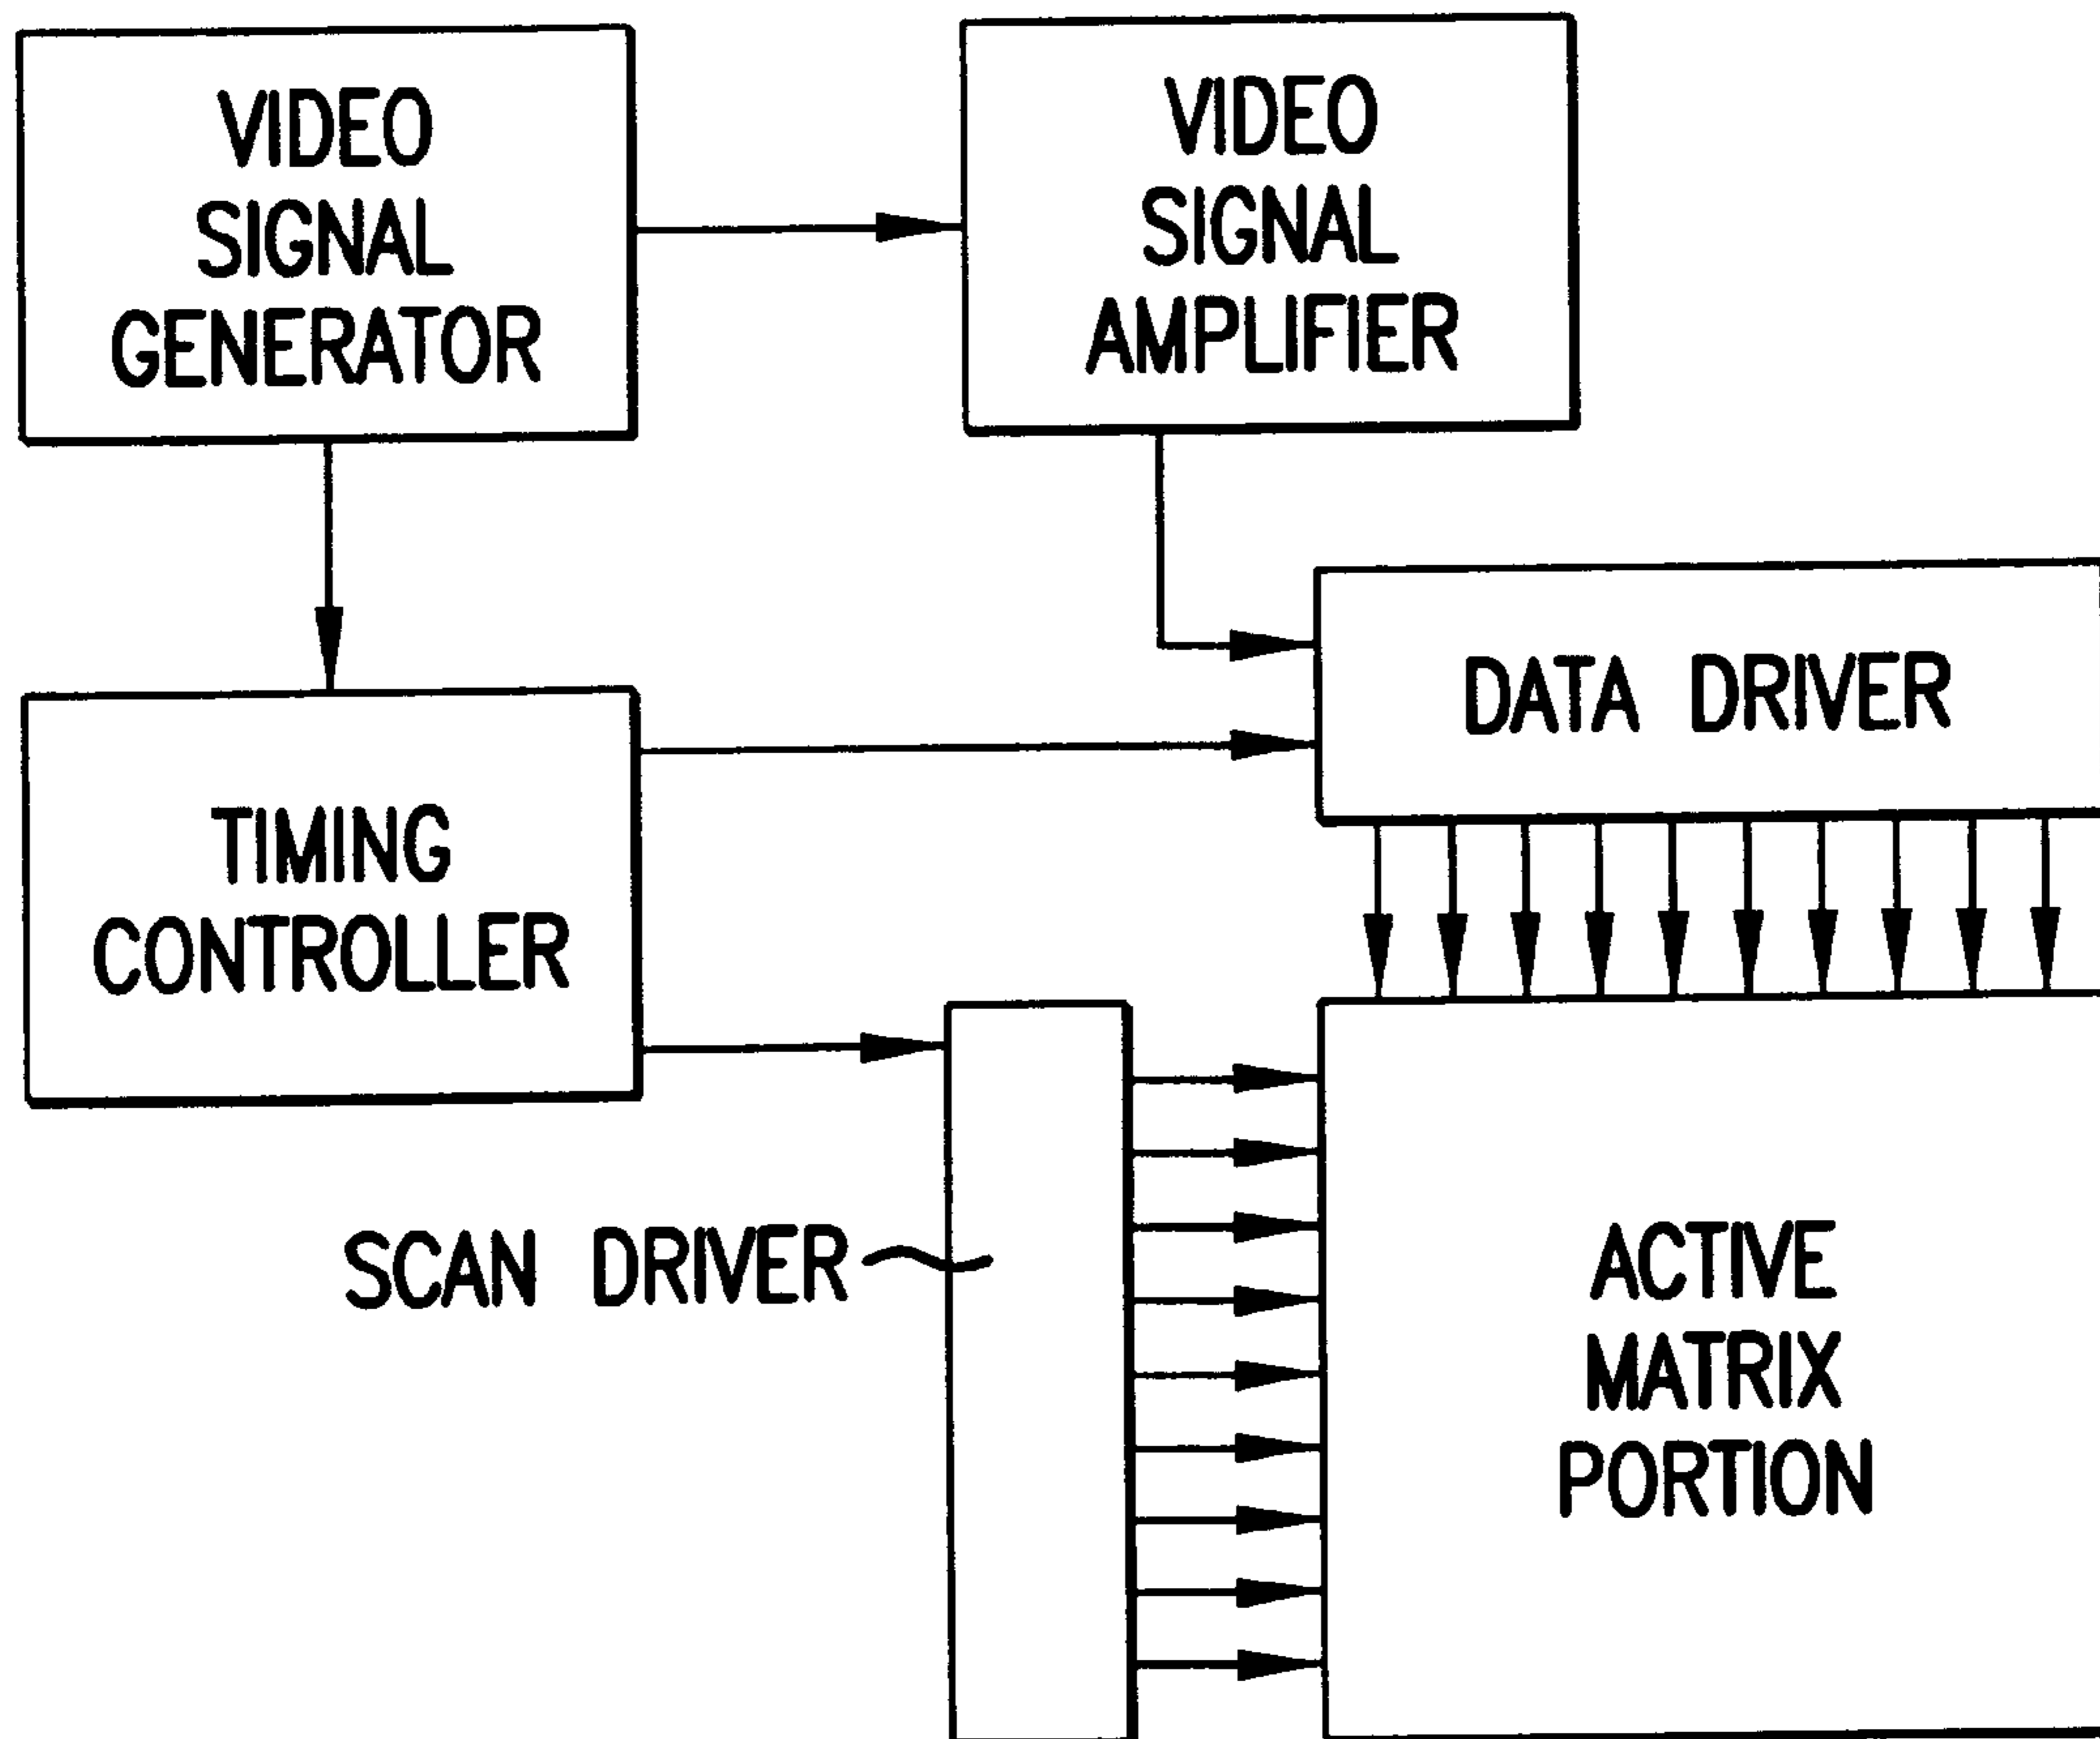 VIDEO
SIGNAL
GENERATOR
VIDEO
SIGNAL
AMPLIFIER
DATA DRIVER
TIMING
CONTROLLER
SCAN DRIVER
ACTIVE
MATRIX
PORTION